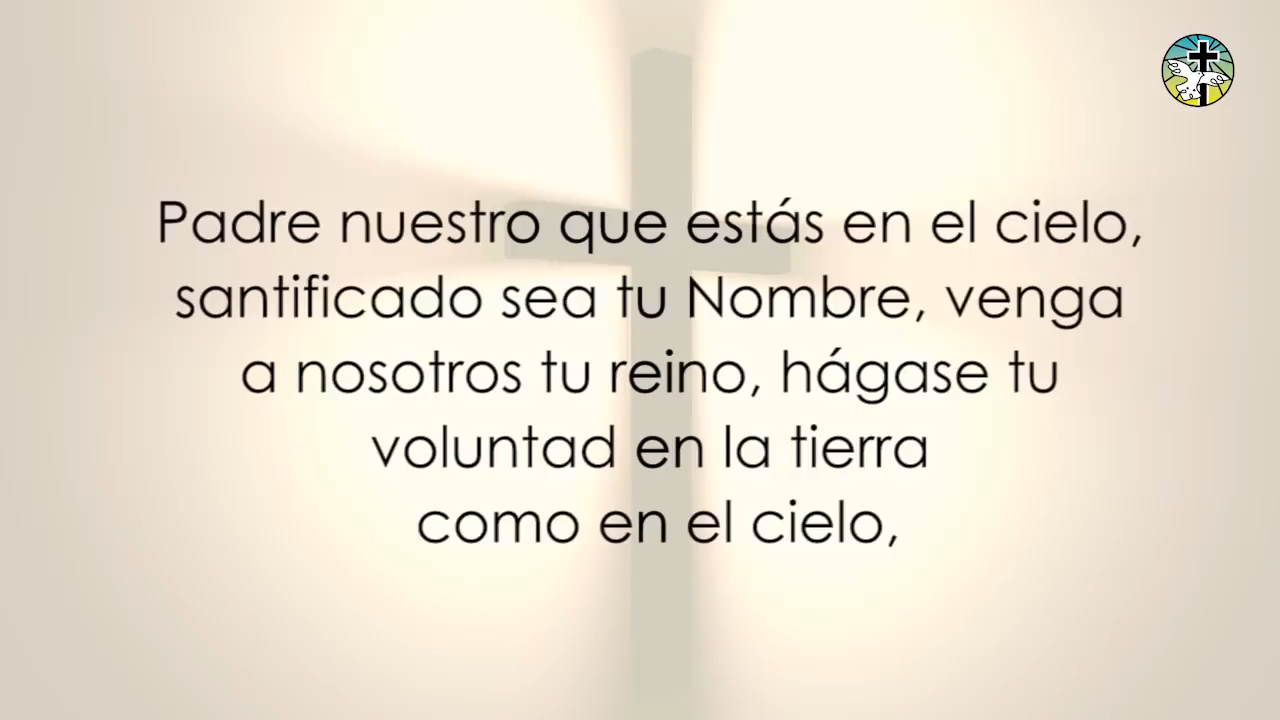 Padre nuestro que estás en el cielo,
santificado sea tu Nombre, venga
a nosotros tu reino, hágase tu
voluntad en la tierra
como en el cielo,